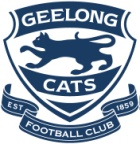 GEELONG
CATS
EST 1859
FOOTBALL CLUB